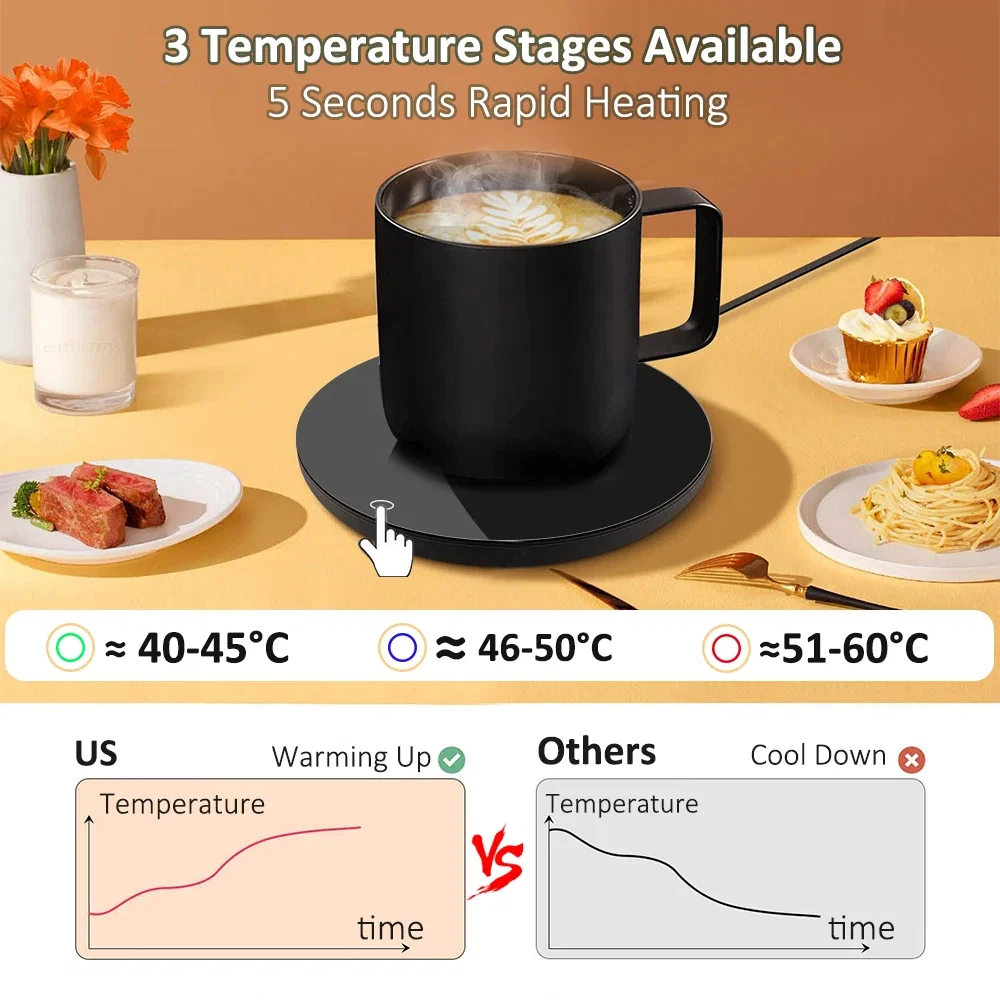 3 Temperature Stages Available
5 Seconds Rapid Heating
≈ 40-45°C
≈ 46-50°C
≈51-60°C
US
Warming Up
Others
Cool Down
Temperature
time
VS
Temperature
time